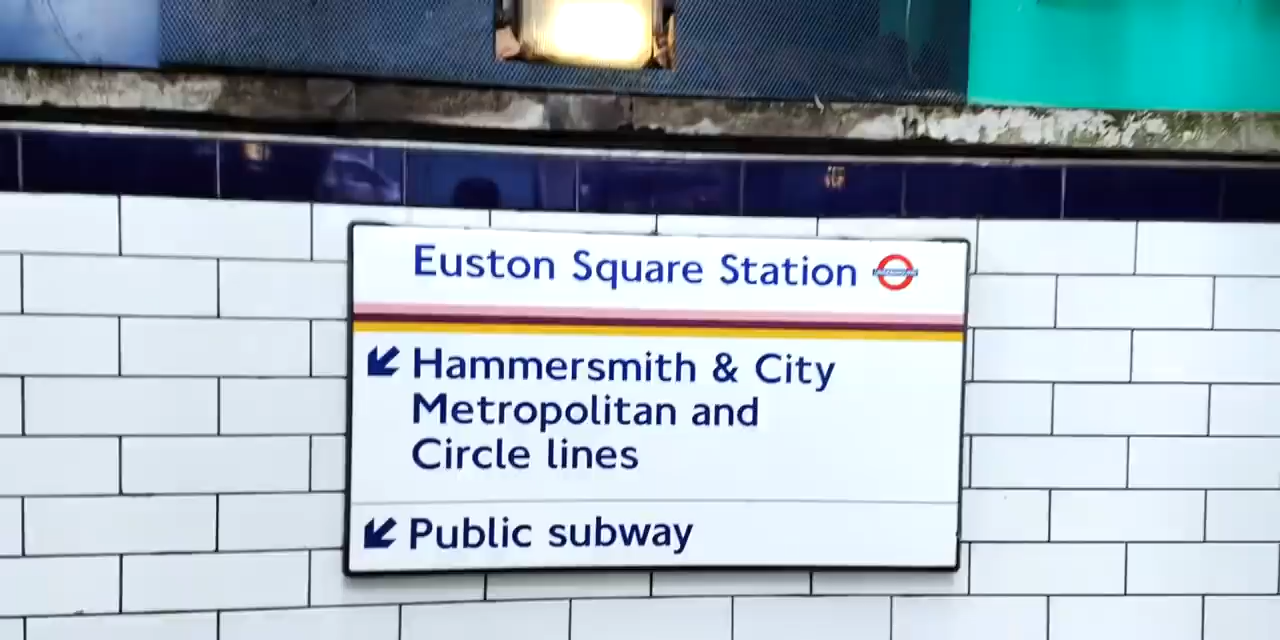 Euston Square Station
Hammersmith & City
Metropolitan and
Circle lines
Public subway